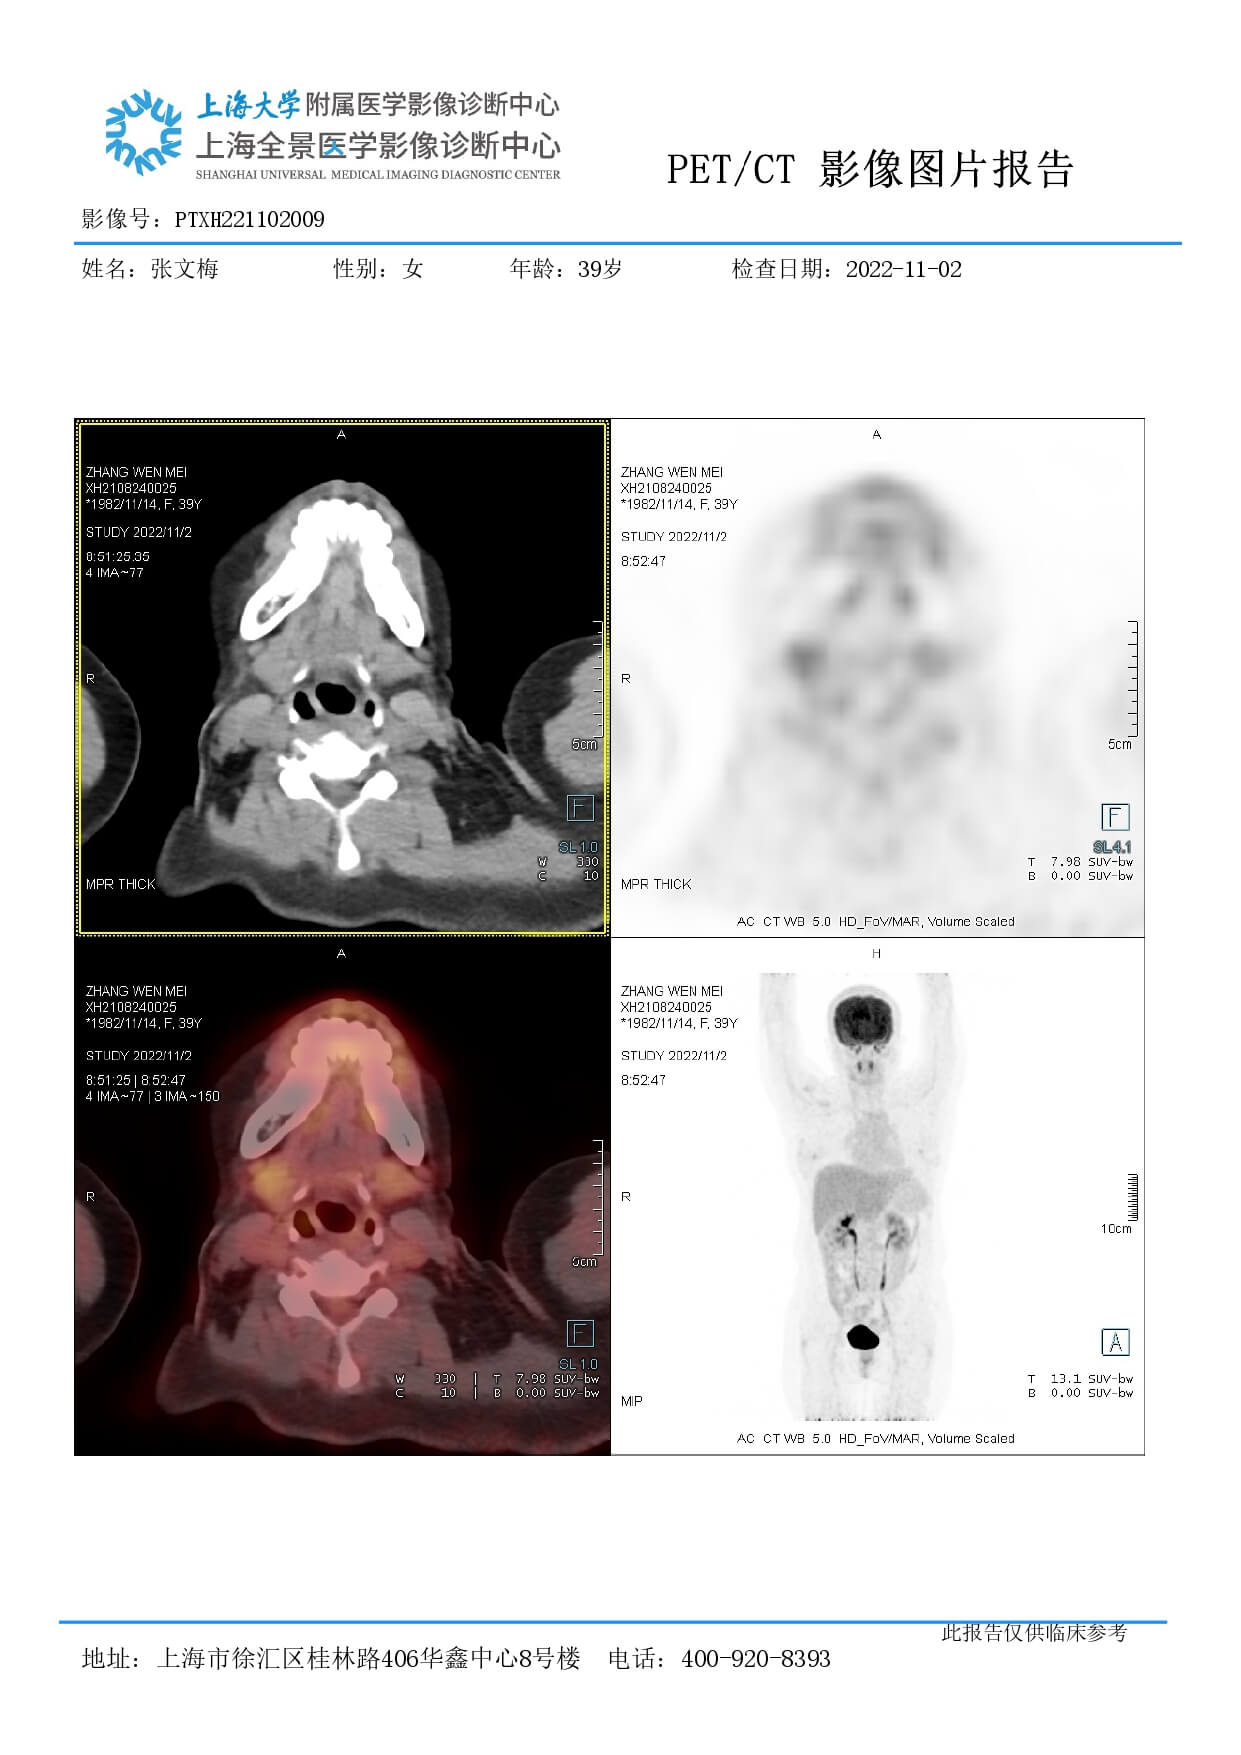 上海大学附属医学影像诊断中心
上海全景医学影像诊断中心
SHANGHAI UNIVERSAL MEDICAL IMAGING DIAGNOSTIC CENTER
PET/CT 影像图片报告
影像号：PTXH221102009
姓名：张文梅 性别：女 年龄：39岁 检查日期：2022-11-02
A
ZHANG WEN MEI
XH2108240025
*1982/11/14, F, 39Y
STUDY 2022/11/2
8:51:25.35
4 IMA~77
R
5cm
F
SL 1.0
W 330
C 10
MPR THICK
A
ZHANG WEN MEI
XH2108240025
*1982/11/14, F, 39Y
STUDY 2022/11/2
8:52:47
R
5cm
F
SL 4.1
T 7.98 SUV-bw
B 0.00 SUV-bw
MPR THICK
AC CT WB 5.0 HD_FoV/MAR, Volume Scaled
A
ZHANG WEN MEI
XH2108240025
*1982/11/14, F, 39Y
STUDY 2022/11/2
8:51:25 | 8:52:47
4 IMA~77 | 3 IMA~150
R
5cm
F
SL 1.0
W 330 | T 7.98 SUV-bw
C 10 | B 0.00 SUV-bw
H
ZHANG WEN MEI
XH2108240025
*1982/11/14, F, 39Y
STUDY 2022/11/2
8:52:47
R
10cm
A
T 13.1 SUV-bw
B 0.00 SUV-bw
MIP
AC CT WB 5.0 HD_FoV/MAR, Volume Scaled
此报告仅供临床参考
地址：上海市徐汇区桂林路406华鑫中心8号楼 电话：400-920-8393